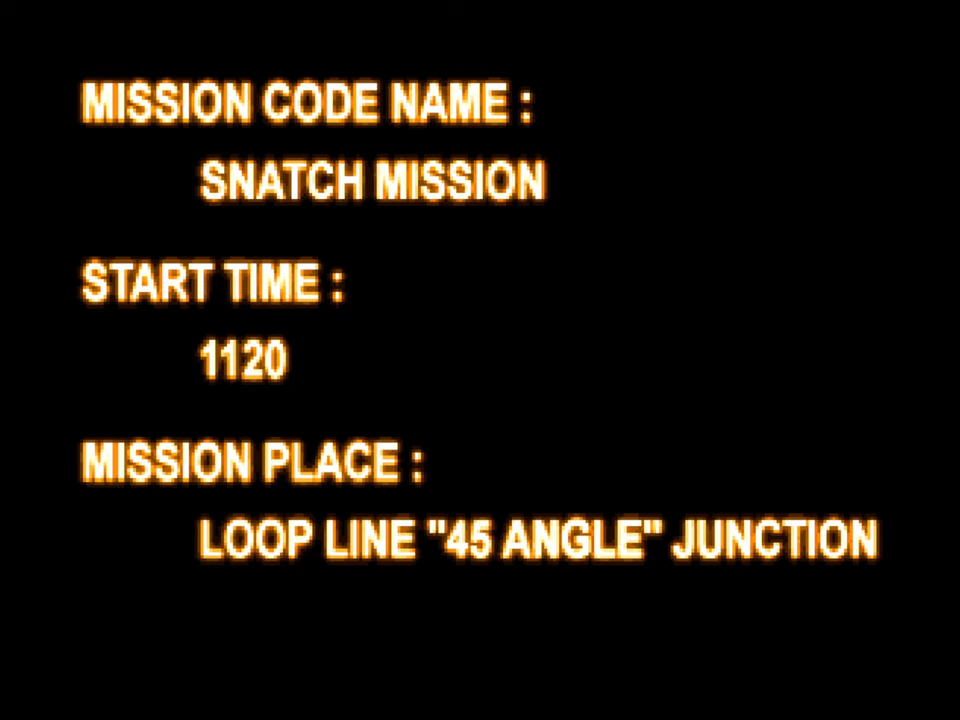 MISSION CODE NAME :
SNATCH MISSION
START TIME :
1120
MISSION PLACE :
LOOP LINE "45 ANGLE" JUNCTION